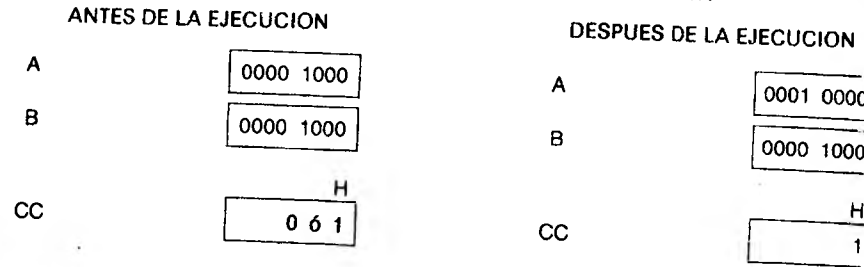 ANTES DE LA EJECUCION
A 0000 1000
B 0000 1000
H
CC 0 ó 1
DESPUES DE LA EJECUCION
A 0001 0000
B 0000 1000
H
CC 1